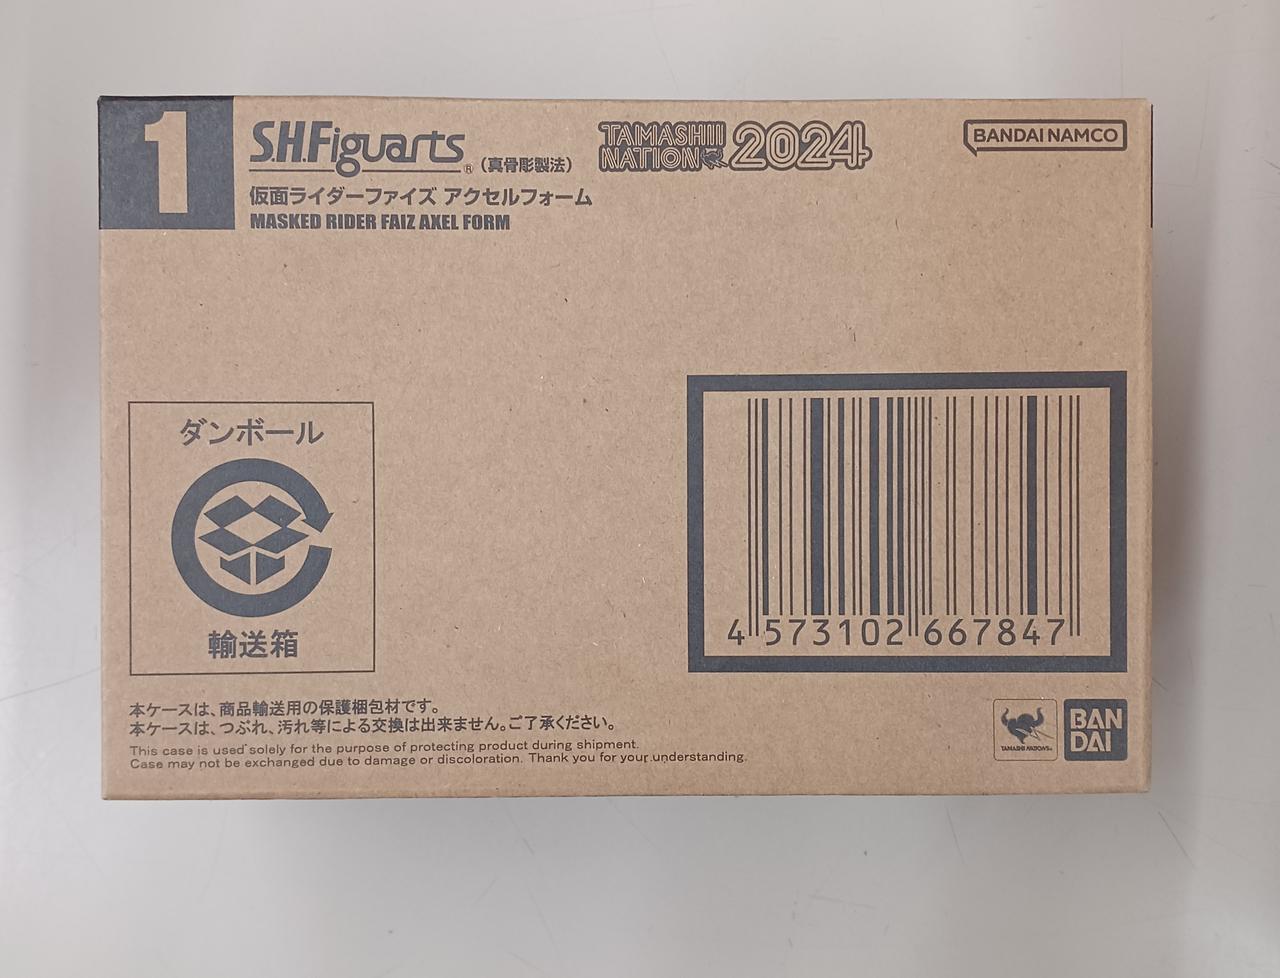 1
S.H.Figuarts® (真骨彫製法)
仮面ライダーファイズ アクセルフォーム
MASKED RIDER FAIZ AXEL FORM
TAMASHII NATION 2024
BANDAI NAMCO
ダンボール
輸送箱
4 573102 667847
本ケースは、商品輸送用の保護梱包材です。
本ケースは、つぶれ、汚れ等による交換は出来ません。ご了承ください。
This case is used solely for the purpose of protecting product during shipment.
Case may not be exchanged due to damage or discoloration. Thank you for your understanding.
TAMASHII NATIONS
BAN
DAI